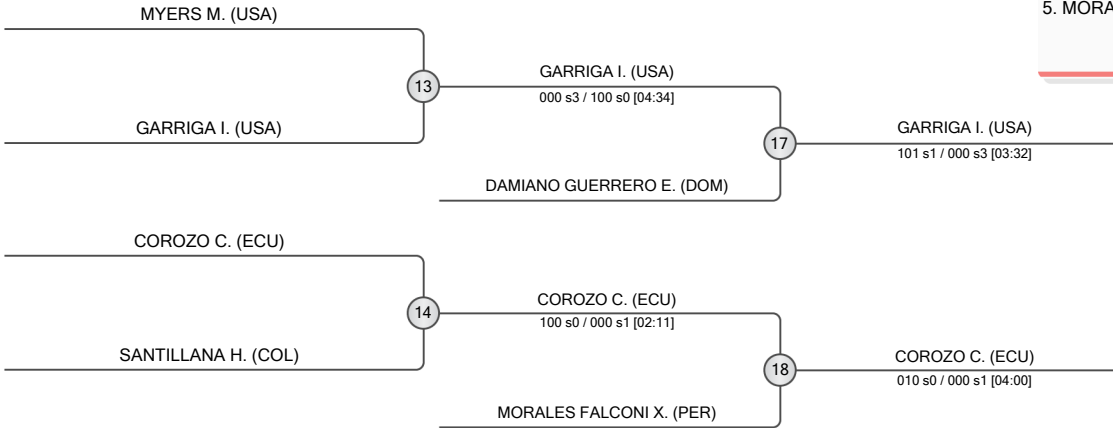 5. MORA
MYERS M. (USA)
13
GARRIGA I. (USA)
000 s3 / 100 s0 [04:34]
GARRIGA I. (USA)
17
GARRIGA I. (USA)
101 s1 / 000 s3 [03:32]
DAMIANO GUERRERO E. (DOM)
COROZO C. (ECU)
14
COROZO C. (ECU)
100 s0 / 000 s1 [02:11]
SANTILLANA H. (COL)
18
COROZO C. (ECU)
010 s0 / 000 s1 [04:00]
MORALES FALCONI X. (PER)